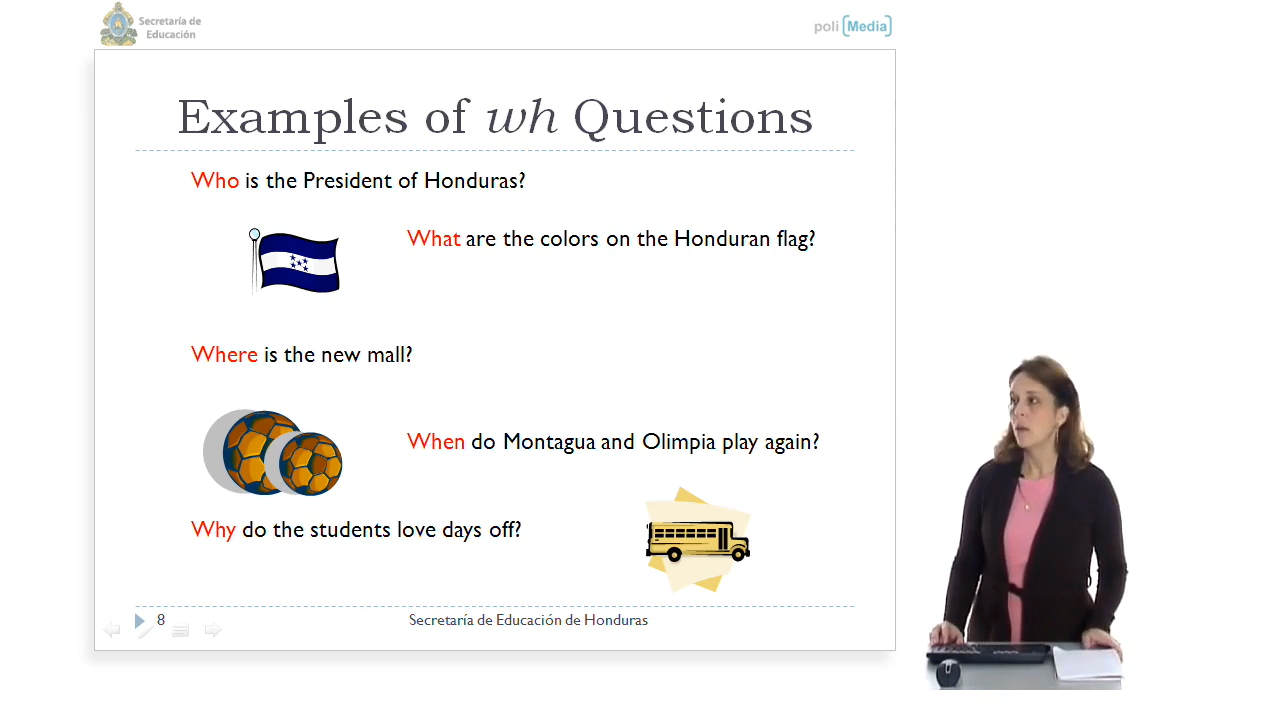 Secretaría de
Educación
poli [Media]
Examples of wh Questions
Who is the President of Honduras?
What are the colors on the Honduran flag?
Where is the new mall?
When do Montagua and Olimpia play again?
Why do the students love days off?
8
Secretaría de Educación de Honduras